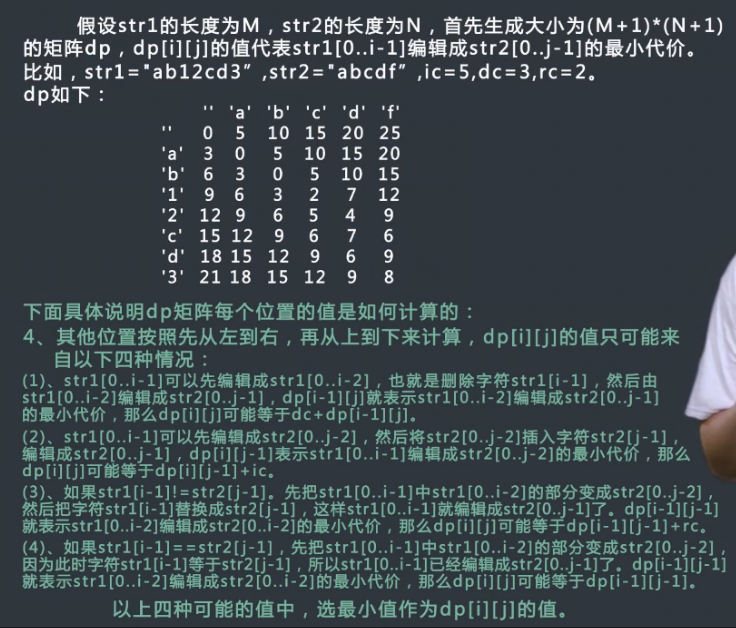 假设str1的长度为M，str2的长度为N，首先生成大小为(M+1)*(N+1)
的矩阵dp，dp[i][j]的值代表str1[0..i-1]编辑成str2[0..j-1]的最小代价。
比如，str1="ab12cd3",str2="abcdf",ic=5,dc=3,rc=2。
dp如下：
'' 'a' 'b' 'c' 'd' 'f'
'' 0 5 10 15 20 25
'a' 3 0 5 10 15 20
'b' 6 3 0 5 10 15
'1' 9 6 3 2 7 12
'2' 12 9 6 5 4 9
'c' 15 12 9 6 7 6
'd' 18 15 12 9 6 9
'3' 21 18 15 12 9 8
下面具体说明dp矩阵每个位置的值是如何计算的：
4、其他位置按照先从左到右，再从上到下来计算，dp[i][j]的值只可能来
自以下四种情况：
(1)、str1[0..i-1]可以先编辑成str1[0..i-2]，也就是删除字符str1[i-1]，然后由
str1[0..i-2]编辑成str2[0..j-1]，dp[i-1][j]就表示str1[0..i-2]编辑成str2[0..j-1]
的最小代价，那么dp[i][j]可能等于dc+dp[i-1][j]。
(2)、str1[0..i-1]可以先编辑成str2[0..j-2]，然后将str2[0..j-2]插入字符str2[j-1]，
编辑成str2[0..j-1]，dp[i][j-1]表示str1[0..i-1]编辑成str2[0..j-2]的最小代价，那么
dp[i][j]可能等于dp[i][j-1]+ic。
(3)、如果str1[i-1]!=str2[j-1]。先把str1[0..i-1]中str1[0..i-2]的部分变成str2[0..j-2]，
然后把字符str1[i-1]替换成str2[j-1]，这样str1[0..i-1]就编辑成str2[0..j-1]了。dp[i-1][j-1]
就表示str1[0..i-2]编辑成str2[0..i-2]的最小代价，那么dp[i][j]可能等于dp[i-1][j-1]+rc。
(4)、如果str1[i-1]==str2[j-1]，先把str1[0..i-1]中str1[0..i-2]的部分变成str2[0..j-2]，
因为此时字符str1[i-1]等于str2[j-1]，所以str1[0..i-1]已经编辑成str2[0..j-1]了。dp[i-1][j-1]
就表示str1[0..i-2]编辑成str2[0..i-2]的最小代价，那么dp[i][j]可能等于dp[i-1][j-1]。
以上四种可能的值中，选最小值作为dp[i][j]的值。